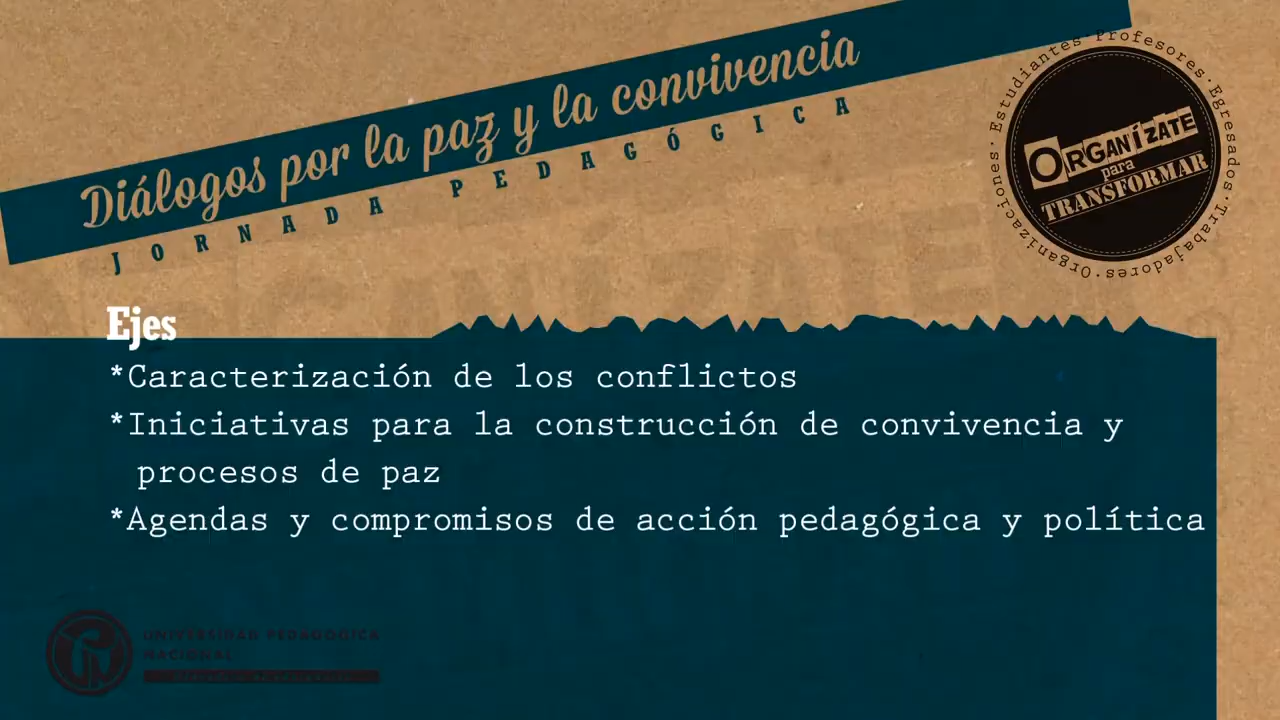 Diálogos por la paz y la convivencia
JORNADA PEDAGÓGICA
Estudiantes · Profesores · Egresados · Trabajadores · Organizaciones ·
ORGANÍZATE
para
TRANSFORMAR
Ejes
*Caracterización de los conflictos
*Iniciativas para la construcción de convivencia y
procesos de paz
*Agendas y compromisos de acción pedagógica y política
UNIVERSIDAD PEDAGÓGICA
NACIONAL